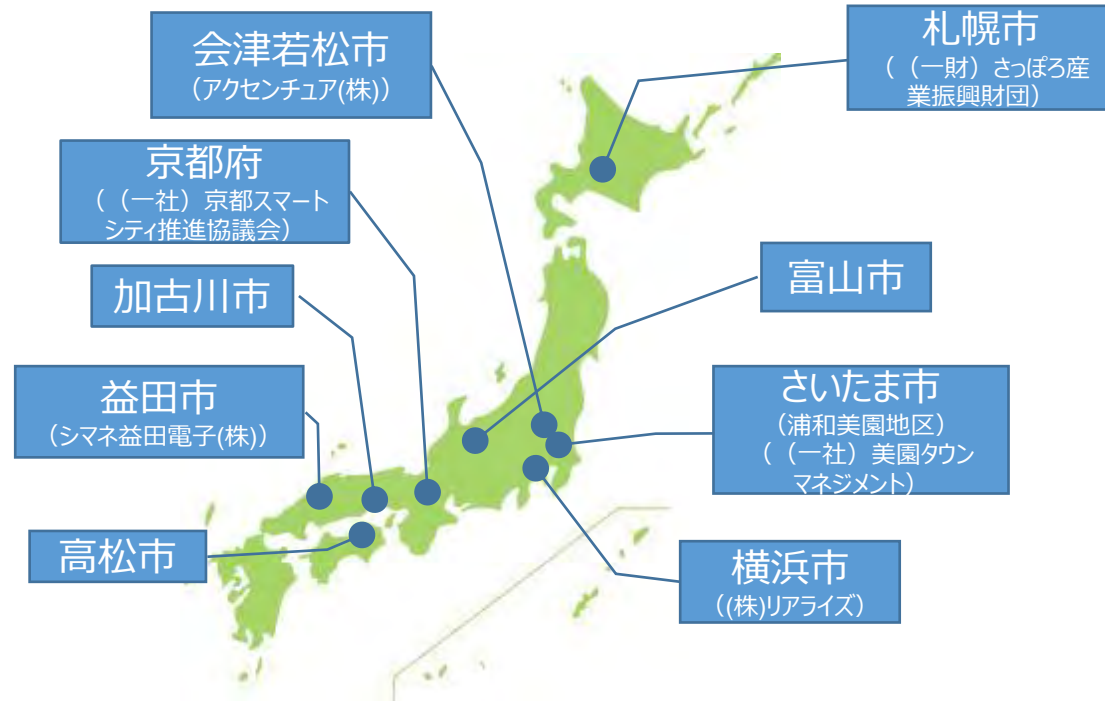 会津若松市
（アクセンチュア(株)）
札幌市
（（一財）さっぽろ産
業振興財団）
京都府
（（一社）京都スマート
シティ推進協議会）
加古川市
富山市
益田市
（シマネ益田電子(株)）
さいたま市
（浦和美園地区）
（（一社）美園タウン
マネジメント）
高松市
横浜市
（(株)リアライズ）